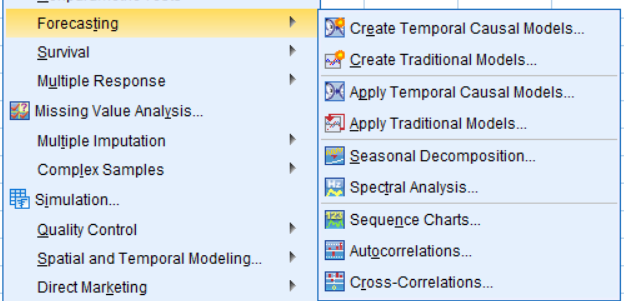 Forecasting
Survival
Multiple Response
Missing Value Analysis...
Multiple Imputation
Complex Samples
Simulation...
Quality Control
Spatial and Temporal Modeling...
Direct Marketing
Create Temporal Causal Models...
Create Traditional Models...
Apply Temporal Causal Models...
Apply Traditional Models...
Seasonal Decomposition...
Spectral Analysis...
Sequence Charts...
Autocorrelations...
Cross-Correlations...